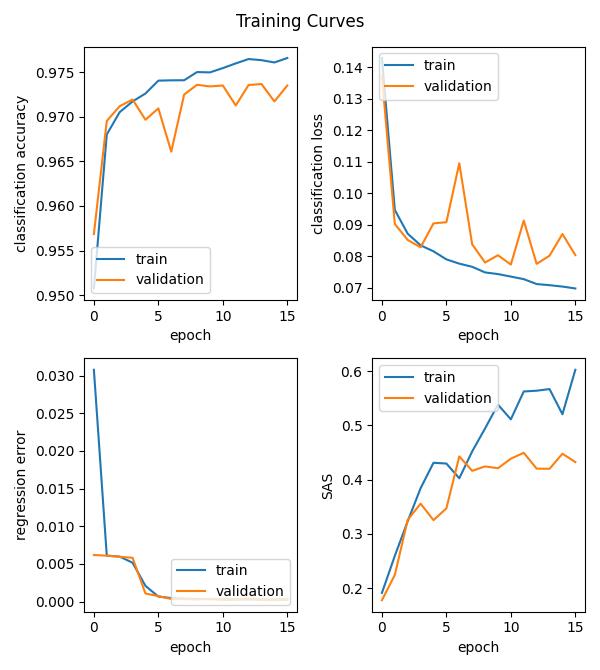 Training Curves
classification accuracy
0.975
0.970
0.965
0.960
0.955
0.950
train
validation
0
5
10
15
epoch
classification loss
0.14
0.13
0.12
0.11
0.10
0.09
0.08
0.07
train
validation
0
5
10
15
epoch
regression error
0.030
0.025
0.020
0.015
0.010
0.005
0.000
train
validation
0
5
10
15
epoch
SAS
0.6
0.5
0.4
0.3
0.2
train
validation
0
5
10
15
epoch